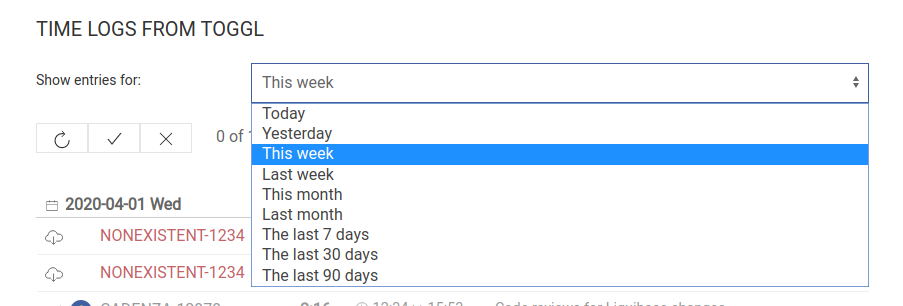 TIME LOGS FROM TOGGL
Show entries for:
This week
Today
Yesterday
This week
Last week
This month
Last month
The last 7 days
The last 30 days
The last 90 days
0 of
2020-04-01 Wed
NONEXISTENT-1234
NONEXISTENT-1234